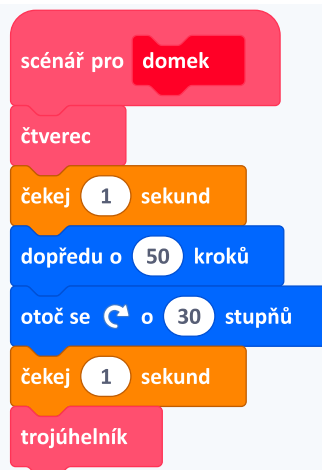 scénář pro domek
čtverec
čekej 1 sekund
dopředu o 50 kroků
otoč se o 30 stupňů
čekej 1 sekund
trojúhelník